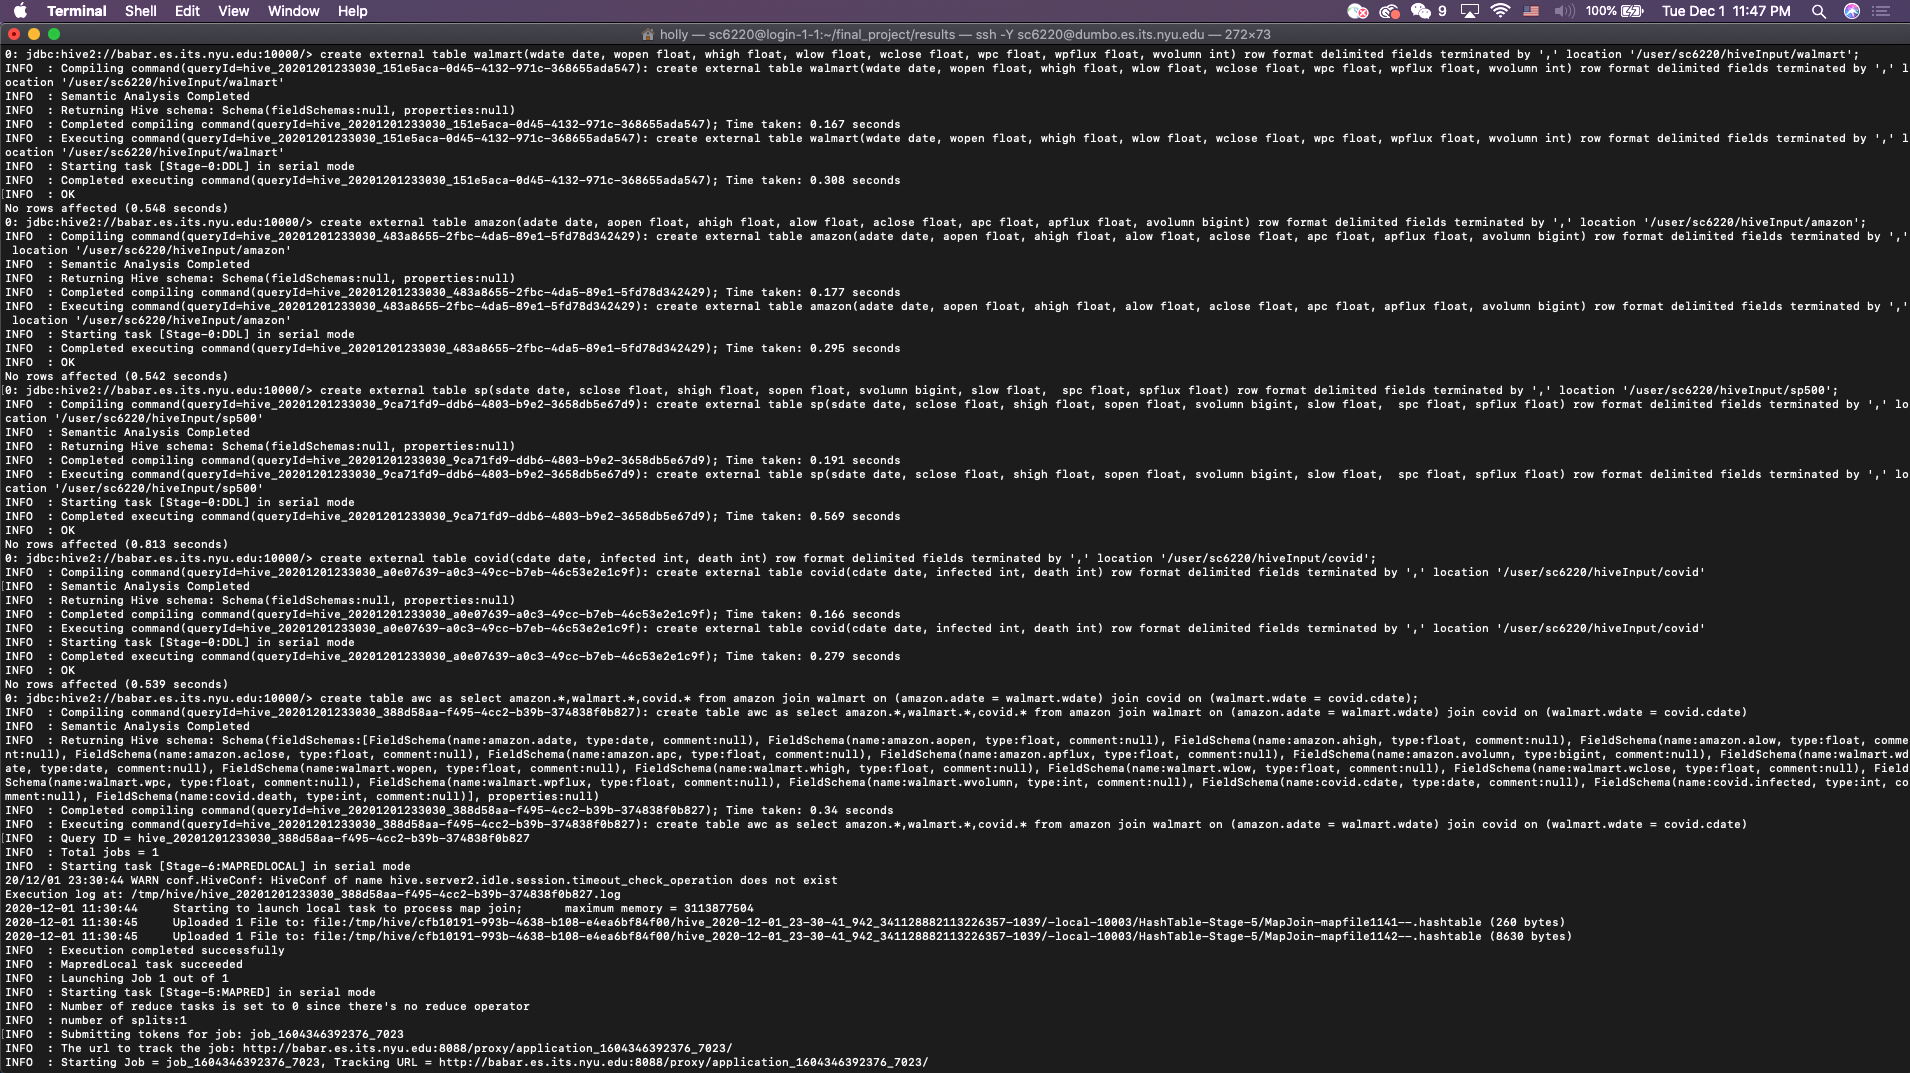 Terminal Shell Edit View Window Help 9 100% Tue Dec 1 11:47 PM
holly — sc6220@login-1-1:~/final_project/results — ssh -Y sc6220@dumbo.es.its.nyu.edu — 272×73
0: jdbc:hive2://babar.es.its.nyu.edu:10000/> create external table walmart(wdate date, wopen float, whigh float, wlow float, wclose float, wpc float, wpflux float, wvolumn int) row format delimited fields terminated by ',' location '/user/sc6220/hiveInput/walmart';
INFO  : Compiling command(queryId=hive_20201201233030_151e5aca-0d45-4132-971c-368655ada547): create external table walmart(wdate date, wopen float, whigh float, wlow float, wclose float, wpc float, wpflux float, wvolumn int) row format delimited fields terminated by ',' l
ocation '/user/sc6220/hiveInput/walmart'
INFO  : Semantic Analysis Completed
INFO  : Returning Hive schema: Schema(fieldSchemas:null, properties:null)
INFO  : Completed compiling command(queryId=hive_20201201233030_151e5aca-0d45-4132-971c-368655ada547); Time taken: 0.167 seconds
INFO  : Executing command(queryId=hive_20201201233030_151e5aca-0d45-4132-971c-368655ada547): create external table walmart(wdate date, wopen float, whigh float, wlow float, wclose float, wpc float, wpflux float, wvolumn int) row format delimited fields terminated by ',' l
ocation '/user/sc6220/hiveInput/walmart'
INFO  : Starting task [Stage-0:DDL] in serial mode
INFO  : Completed executing command(queryId=hive_20201201233030_151e5aca-0d45-4132-971c-368655ada547); Time taken: 0.308 seconds
INFO  : OK
No rows affected (0.548 seconds)
0: jdbc:hive2://babar.es.its.nyu.edu:10000/> create external table amazon(adate date, aopen float, ahigh float, alow float, aclose float, apc float, apflux float, avolumn bigint) row format delimited fields terminated by ',' location '/user/sc6220/hiveInput/amazon';
INFO  : Compiling command(queryId=hive_20201201233030_483a8655-2fbc-4da5-89e1-5fd78d342429): create external table amazon(adate date, aopen float, ahigh float, alow float, aclose float, apc float, apflux float, avolumn bigint) row format delimited fields terminated by ','
 location '/user/sc6220/hiveInput/amazon'
INFO  : Semantic Analysis Completed
INFO  : Returning Hive schema: Schema(fieldSchemas:null, properties:null)
INFO  : Completed compiling command(queryId=hive_20201201233030_483a8655-2fbc-4da5-89e1-5fd78d342429); Time taken: 0.177 seconds
INFO  : Executing command(queryId=hive_20201201233030_483a8655-2fbc-4da5-89e1-5fd78d342429): create external table amazon(adate date, aopen float, ahigh float, alow float, aclose float, apc float, apflux float, avolumn bigint) row format delimited fields terminated by ','
 location '/user/sc6220/hiveInput/amazon'
INFO  : Starting task [Stage-0:DDL] in serial mode
INFO  : Completed executing command(queryId=hive_20201201233030_483a8655-2fbc-4da5-89e1-5fd78d342429); Time taken: 0.295 seconds
INFO  : OK
No rows affected (0.542 seconds)
0: jdbc:hive2://babar.es.its.nyu.edu:10000/> create external table sp(sdate date, sclose float, shigh float, sopen float, svolumn bigint, slow float,  spc float, spflux float) row format delimited fields terminated by ',' location '/user/sc6220/hiveInput/sp500';
INFO  : Compiling command(queryId=hive_20201201233030_9ca71fd9-ddb6-4803-b9e2-3658db5e67d9): create external table sp(sdate date, sclose float, shigh float, sopen float, svolumn bigint, slow float,  spc float, spflux float) row format delimited fields terminated by ',' lo
cation '/user/sc6220/hiveInput/sp500'
INFO  : Semantic Analysis Completed
INFO  : Returning Hive schema: Schema(fieldSchemas:null, properties:null)
INFO  : Completed compiling command(queryId=hive_20201201233030_9ca71fd9-ddb6-4803-b9e2-3658db5e67d9); Time taken: 0.191 seconds
INFO  : Executing command(queryId=hive_20201201233030_9ca71fd9-ddb6-4803-b9e2-3658db5e67d9): create external table sp(sdate date, sclose float, shigh float, sopen float, svolumn bigint, slow float,  spc float, spflux float) row format delimited fields terminated by ',' lo
cation '/user/sc6220/hiveInput/sp500'
INFO  : Starting task [Stage-0:DDL] in serial mode
INFO  : Completed executing command(queryId=hive_20201201233030_9ca71fd9-ddb6-4803-b9e2-3658db5e67d9); Time taken: 0.569 seconds
INFO  : OK
No rows affected (0.813 seconds)
0: jdbc:hive2://babar.es.its.nyu.edu:10000/> create external table covid(cdate date, infected int, death int) row format delimited fields terminated by ',' location '/user/sc6220/hiveInput/covid';
INFO  : Compiling command(queryId=hive_20201201233030_a0e07639-a0c3-49cc-b7eb-46c53e2e1c9f): create external table covid(cdate date, infected int, death int) row format delimited fields terminated by ',' location '/user/sc6220/hiveInput/covid'
INFO  : Semantic Analysis Completed
INFO  : Returning Hive schema: Schema(fieldSchemas:null, properties:null)
INFO  : Completed compiling command(queryId=hive_20201201233030_a0e07639-a0c3-49cc-b7eb-46c53e2e1c9f); Time taken: 0.166 seconds
INFO  : Executing command(queryId=hive_20201201233030_a0e07639-a0c3-49cc-b7eb-46c53e2e1c9f): create external table covid(cdate date, infected int, death int) row format delimited fields terminated by ',' location '/user/sc6220/hiveInput/covid'
INFO  : Starting task [Stage-0:DDL] in serial mode
INFO  : Completed executing command(queryId=hive_20201201233030_a0e07639-a0c3-49cc-b7eb-46c53e2e1c9f); Time taken: 0.279 seconds
INFO  : OK
No rows affected (0.539 seconds)
0: jdbc:hive2://babar.es.its.nyu.edu:10000/> create table awc as select amazon.*,walmart.*,covid.* from amazon join walmart on (amazon.adate = walmart.wdate) join covid on (walmart.wdate = covid.cdate);
INFO  : Compiling command(queryId=hive_20201201233030_388d58aa-f495-4cc2-b39b-374838f0b827): create table awc as select amazon.*,walmart.*,covid.* from amazon join walmart on (amazon.adate = walmart.wdate) join covid on (walmart.wdate = covid.cdate)
INFO  : Semantic Analysis Completed
INFO  : Returning Hive schema: Schema(fieldSchemas:[FieldSchema(name:amazon.adate, type:date, comment:null), FieldSchema(name:amazon.aopen, type:float, comment:null), FieldSchema(name:amazon.ahigh, type:float, comment:null), FieldSchema(name:amazon.alow, type:float, comme
nt:null), FieldSchema(name:amazon.aclose, type:float, comment:null), FieldSchema(name:amazon.apc, type:float, comment:null), FieldSchema(name:amazon.apflux, type:float, comment:null), FieldSchema(name:amazon.avolumn, type:bigint, comment:null), FieldSchema(name:walmart.wd
ate, type:date, comment:null), FieldSchema(name:walmart.wopen, type:float, comment:null), FieldSchema(name:walmart.whigh, type:float, comment:null), FieldSchema(name:walmart.wlow, type:float, comment:null), FieldSchema(name:walmart.wclose, type:float, comment:null), Field
Schema(name:walmart.wpc, type:float, comment:null), FieldSchema(name:walmart.wpflux, type:float, comment:null), FieldSchema(name:walmart.wvolumn, type:int, comment:null), FieldSchema(name:covid.cdate, type:date, comment:null), FieldSchema(name:covid.infected, type:int, co
mment:null), FieldSchema(name:covid.death, type:int, comment:null)], properties:null)
INFO  : Completed compiling command(queryId=hive_20201201233030_388d58aa-f495-4cc2-b39b-374838f0b827); Time taken: 0.34 seconds
INFO  : Executing command(queryId=hive_20201201233030_388d58aa-f495-4cc2-b39b-374838f0b827): create table awc as select amazon.*,walmart.*,covid.* from amazon join walmart on (amazon.adate = walmart.wdate) join covid on (walmart.wdate = covid.cdate)
INFO  : Query ID = hive_20201201233030_388d58aa-f495-4cc2-b39b-374838f0b827
INFO  : Total jobs = 1
INFO  : Starting task [Stage-6:MAPREDLOCAL] in serial mode
20/12/01 23:30:44 WARN conf.HiveConf: HiveConf of name hive.server2.idle.session.timeout_check_operation does not exist
Execution log at: /tmp/hive/hive_20201201233030_388d58aa-f495-4cc2-b39b-374838f0b827.log
2020-12-01 11:30:44     Starting to launch local task to process map join;      maximum memory = 3113877504
2020-12-01 11:30:45     Uploaded 1 File to: file:/tmp/hive/cfb10191-993b-4638-b108-e4ea6bf84f00/hive_2020-12-01_23-30-41_942_3411288821132263​57-1039/-local-10003/HashTable-Stage-5/MapJoin-mapfile1141--.hashtable (260 bytes)
2020-12-01 11:30:45     Uploaded 1 File to: file:/tmp/hive/cfb10191-993b-4638-b108-e4ea6bf84f00/hive_2020-12-01_23-30-41_942_341128882113226357-1039/-local-10003/HashTable-Stage-5/MapJoin-mapfile1142--.hashtable (8630 bytes)
INFO  : Execution completed successfully
INFO  : MapredLocal task succeeded
INFO  : Launching Job 1 out of 1
INFO  : Starting task [Stage-5:MAPRED] in serial mode
INFO  : Number of reduce tasks is set to 0 since there's no reduce operator
INFO  : number of splits:1
INFO  : Submitting tokens for job: job_1604346392376_7023
INFO  : The url to track the job: http://babar.es.its.nyu.edu:8088/proxy/application_1604346392376_7023/
INFO  : Starting Job = job_1604346392376_7023, Tracking URL = http://babar.es.its.nyu.edu:8088/proxy/application_1604346392376_7023/